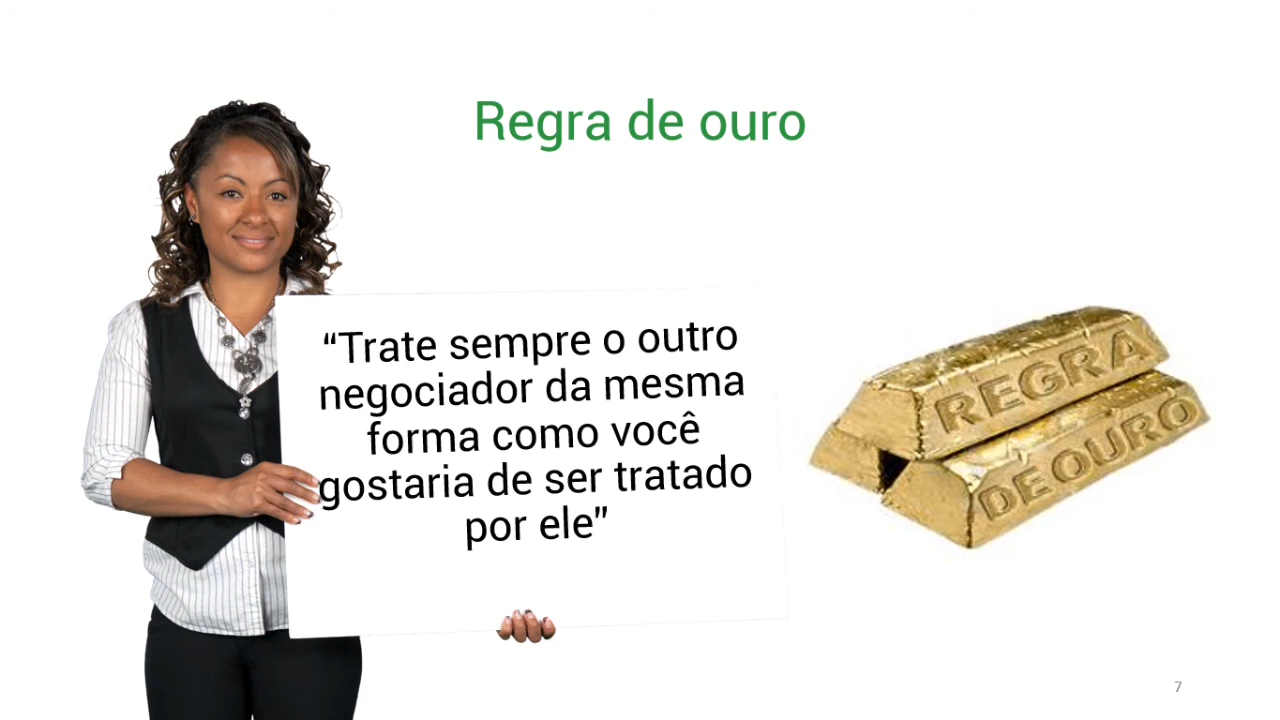 Regra de ouro
“Trate sempre o outro
negociador da mesma
forma como você
gostaria de ser tratado
por ele”
REGRA
DE OURO
7